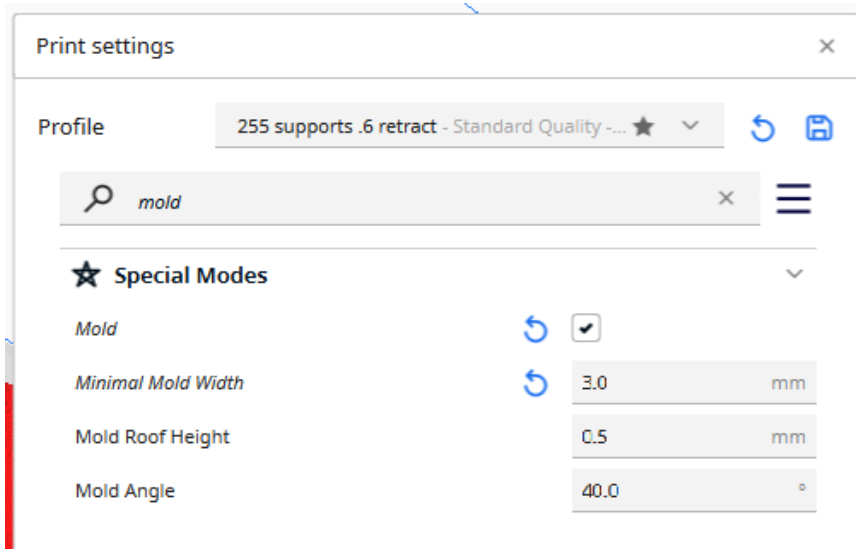 Print settings
Profile 255 supports .6 retract - Standard Quality -...
mold
Special Modes
Mold
Minimal Mold Width 3.0 mm
Mold Roof Height 0.5 mm
Mold Angle 40.0 °